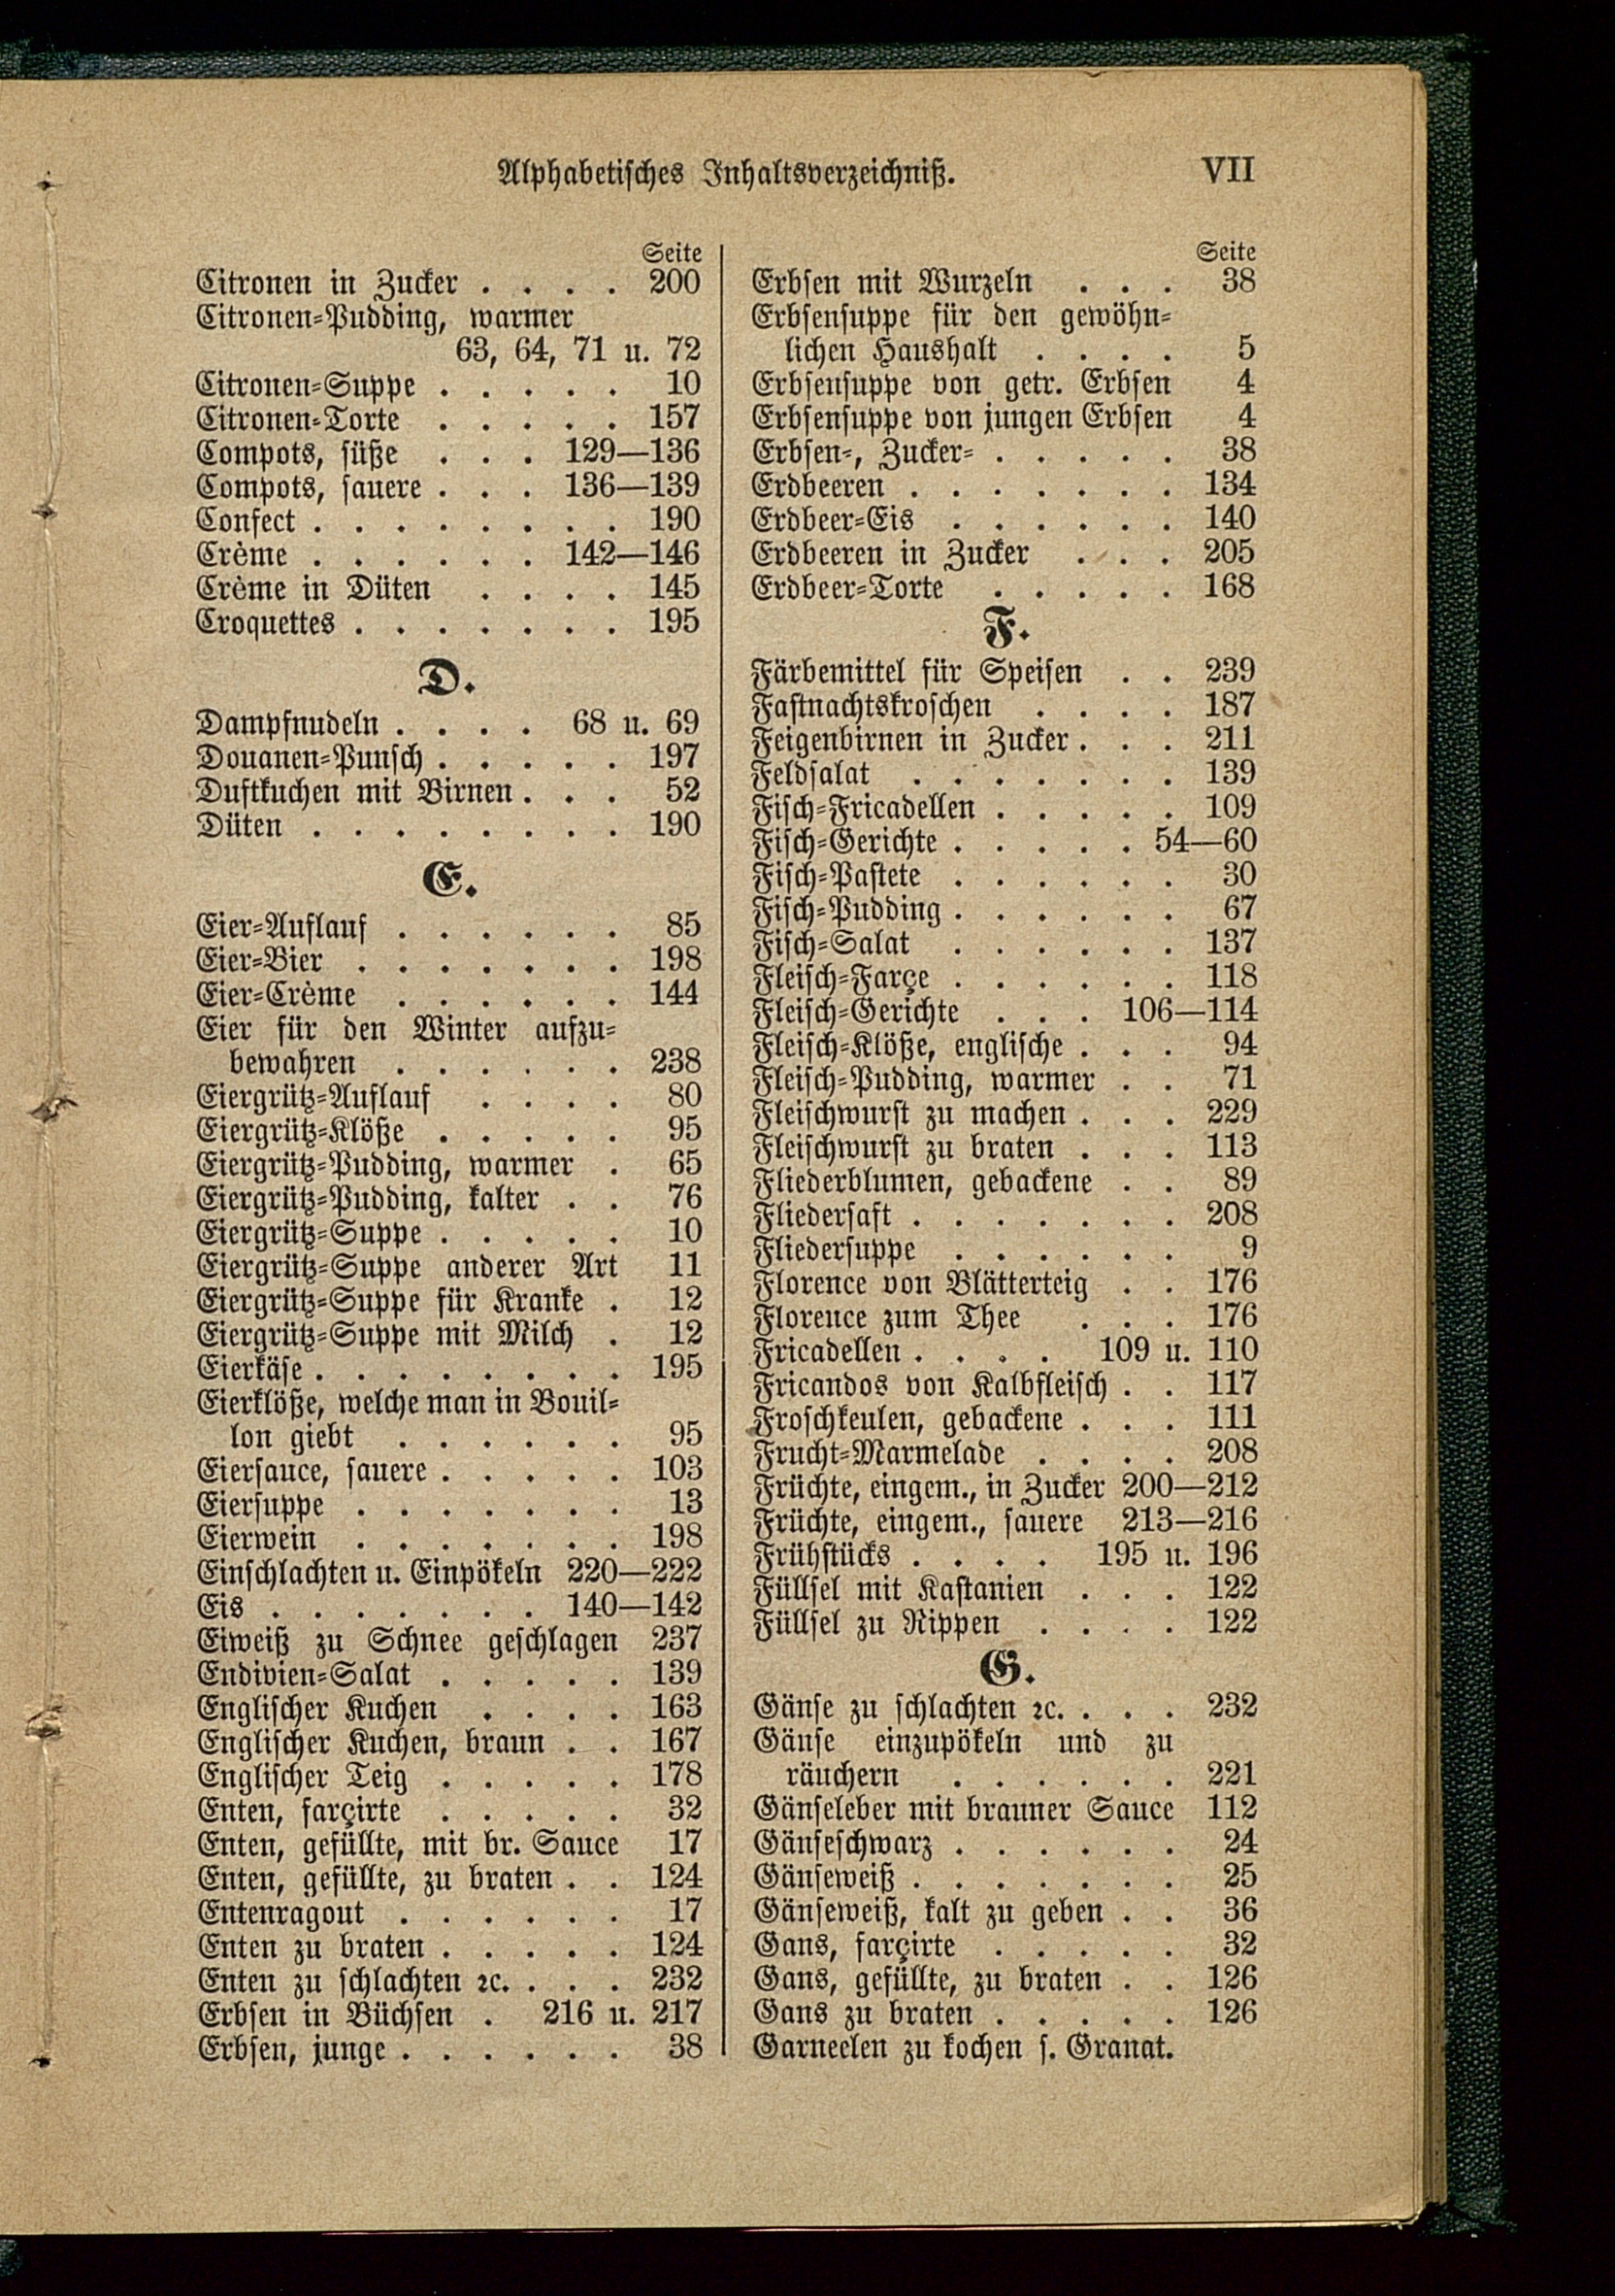 Alphabetisches Inhaltsverzeichniß. VII
Seite
Citronen in Zucker . . . . 200
Citronen-Pudding, warmer
63, 64, 71 u. 72
Citronen-Suppe . . . . . 10
Citronen-Torte . . . . . 157
Compots, süße . . . 129—136
Compots, sauere . . . 136—139
Confect . . . . . . . . 190
Crème . . . . . . 142—146
Crème in Düten . . . . 145
Croquettes . . . . . . . 195
D.
Dampfnudeln . . . . 68 u. 69
Douanen-Punsch . . . . . 197
Duftkuchen mit Birnen . . . 52
Düten . . . . . . . . 190
E.
Eier-Auflauf . . . . . . 85
Eier-Bier . . . . . . . 198
Eier-Crème . . . . . . 144
Eier für den Winter aufzu-
bewahren . . . . . . 238
Eiergrütz-Auflauf . . . . 80
Eiergrütz-Klöße . . . . . 95
Eiergrütz-Pudding, warmer . 65
Eiergrütz-Pudding, kalter . . 76
Eiergrütz-Suppe . . . . . 10
Eiergrütz-Suppe anderer Art 11
Eiergrütz-Suppe für Kranke . 12
Eiergrütz-Suppe mit Milch . 12
Eierkäse . . . . . . . . 195
Eierklöße, welche man in Bouil-
lon giebt . . . . . . 95
Eiersauce, sauere . . . . . 103
Eiersuppe . . . . . . . 13
Eierwein . . . . . . . 198
Einschlachten u. Einpökeln 220—222
Eis . . . . . . . 140—142
Eiweiß zu Schnee geschlagen 237
Endivien-Salat . . . . . 139
Englischer Kuchen . . . . 163
Englischer Kuchen, braun . . 167
Englischer Teig . . . . . 178
Enten, farçirte . . . . . 32
Enten, gefüllte, mit br. Sauce 17
Enten, gefüllte, zu braten . . 124
Entenragout . . . . . . 17
Enten zu braten . . . . . 124
Enten zu schlachten ꝛc. . . . 232
Erbsen in Büchsen . 216 u. 217
Erbsen, junge . . . . . . 38
Seite
Erbsen mit Wurzeln . . . 38
Erbsensuppe für den gewöhn-
lichen Haushalt . . . . 5
Erbsensuppe von getr. Erbsen 4
Erbsensuppe von jungen Erbsen 4
Erbsen-, Zucker- . . . . . 38
Erdbeeren . . . . . . . 134
Erdbeer-Eis . . . . . . 140
Erdbeeren in Zucker . . . 205
Erdbeer-Torte . . . . . 168
F.
Färbemittel für Speisen . . 239
Fastnachtskroschen . . . . 187
Feigenbirnen in Zucker . . . 211
Feldsalat . . . . . . . 139
Fisch-Fricadellen . . . . . 109
Fisch-Gerichte . . . . . 54—60
Fisch-Pastete . . . . . . 30
Fisch-Pudding . . . . . . 67
Fisch-Salat . . . . . . 137
Fleisch-Farçe . . . . . . 118
Fleisch-Gerichte . . . 106—114
Fleisch-Klöße, englische . . . 94
Fleisch-Pudding, warmer . . 71
Fleischwurst zu machen . . . 229
Fleischwurst zu braten . . . 113
Fliederblumen, gebackene . . 89
Fliedersaft . . . . . . . 208
Fliedersuppe . . . . . . 9
Florence von Blätterteig . . 176
Florence zum Thee . . . 176
Fricadellen . . . . 109 u. 110
Fricandos von Kalbfleisch . . 117
Froschkeulen, gebackene . . . 111
Frucht-Marmelade . . . . 208
Früchte, eingem., in Zucker 200—212
Früchte, eingem., sauere 213—216
Frühstücks . . . . 195 u. 196
Füllsel mit Kastanien . . . 122
Füllsel zu Rippen . . . . 122
G.
Gänse zu schlachten ꝛc. . . . 232
Gänse einzupökeln und zu
räuchern . . . . . . 221
Gänseleber mit brauner Sauce 112
Gänseschwarz . . . . . . 24
Gänseweiß . . . . . . . 25
Gänseweiß, kalt zu geben . . 36
Gans, farçirte . . . . . 32
Gans, gefüllte, zu braten . . 126
Gans zu braten . . . . . 126
Garneelen zu kochen s. Granat.